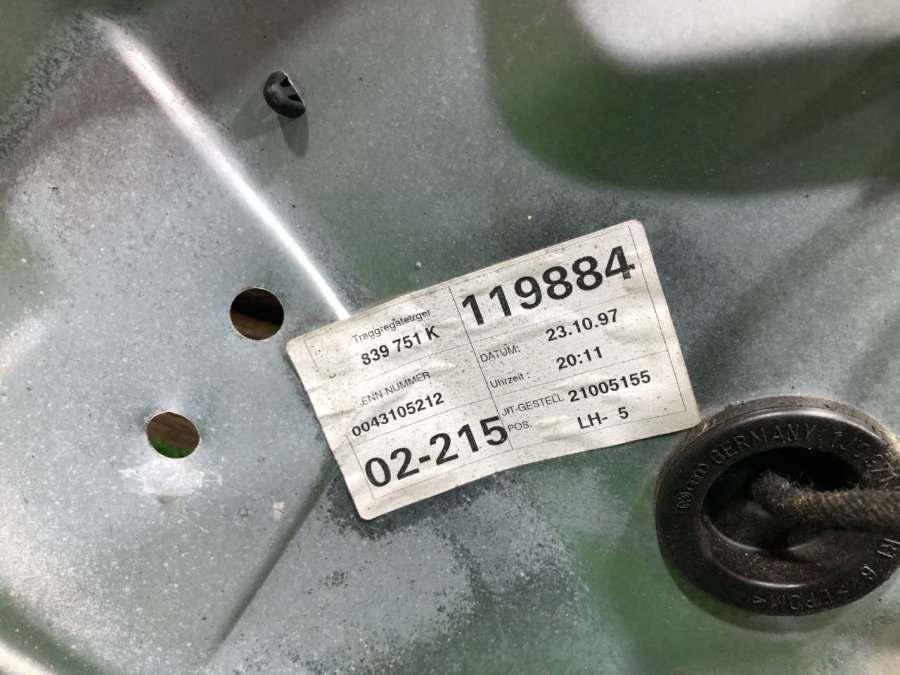 Traggregateträger
839 751 K
119884
DATUM: 23.10.97
Uhrzeit : 20:11
ENN-NUMMER
0043105212
JIT-GESTELL 21005155
02-215
POS. LH- 5
GERMANY